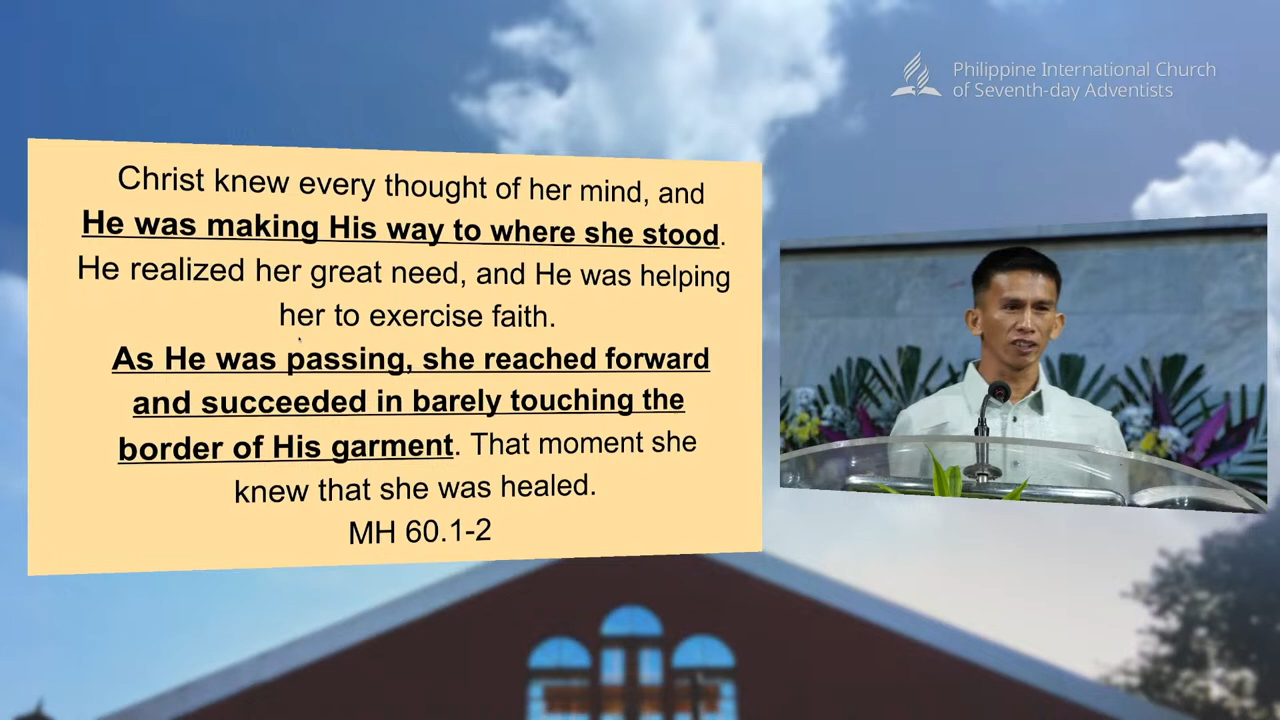 Philippine International Church
of Seventh-day Adventists
Christ knew every thought of her mind, and
He was making His way to where she stood.
He realized her great need, and He was helping
her to exercise faith.
As He was passing, she reached forward
and succeeded in barely touching the
border of His garment. That moment she
knew that she was healed.
MH 60.1-2